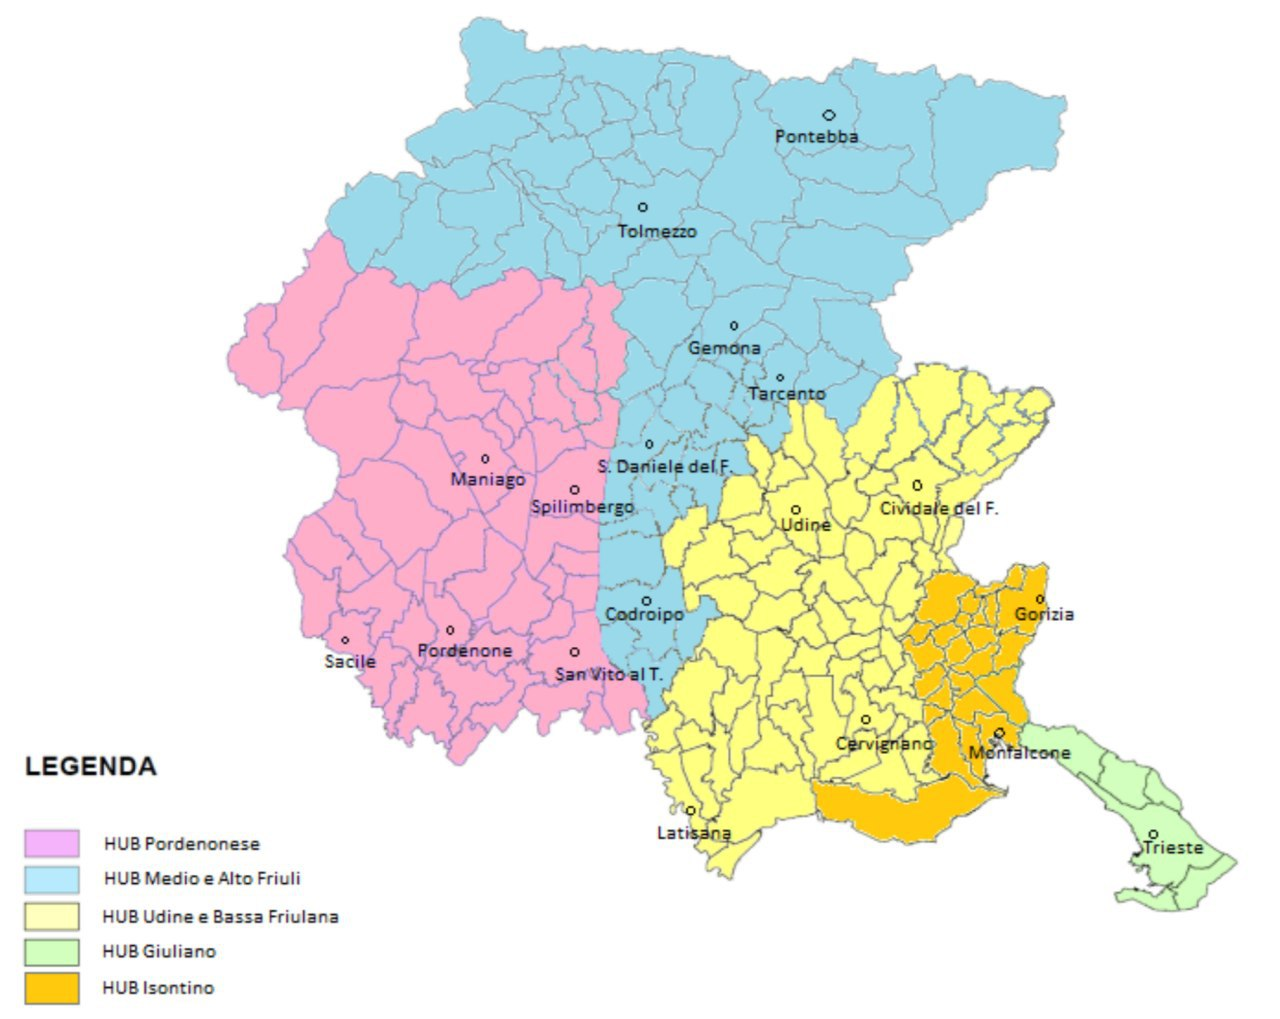 Pontebba
Tolmezzo
Gemona
Tarcento
S. Daniele del F.
Maniago
Spilimbergo
Cividale del F.
Udine
Codroipo
Gorizia
Pordenone
Sacile
San Vito al T.
Cervignano
Monfalcone
Latisana
Trieste
LEGENDA
HUB Pordenonese
HUB Medio e Alto Friuli
HUB Udine e Bassa Friulana
HUB Giuliano
HUB Isontino